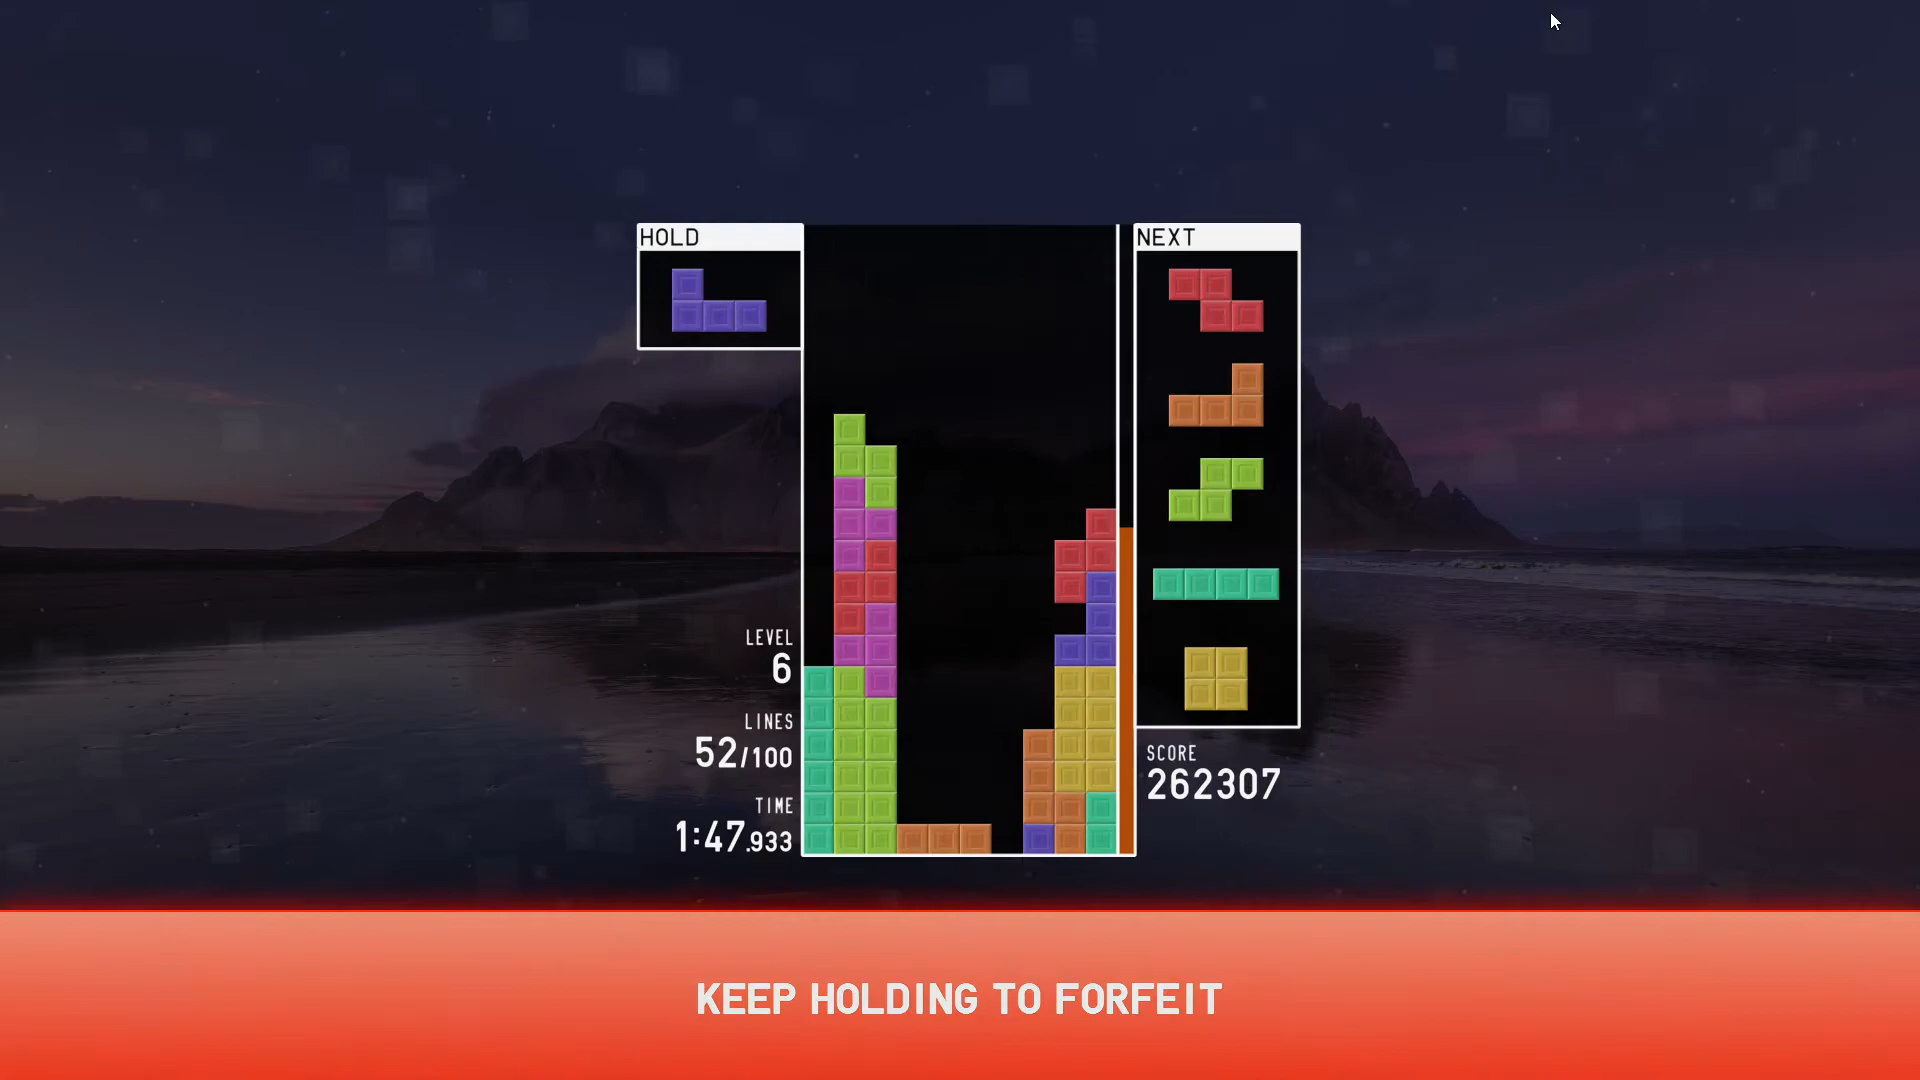 HOLD
NEXT
LEVEL
6
LINES
52/100
TIME
1:47.933
SCORE
262307
KEEP HOLDING TO FORFEIT